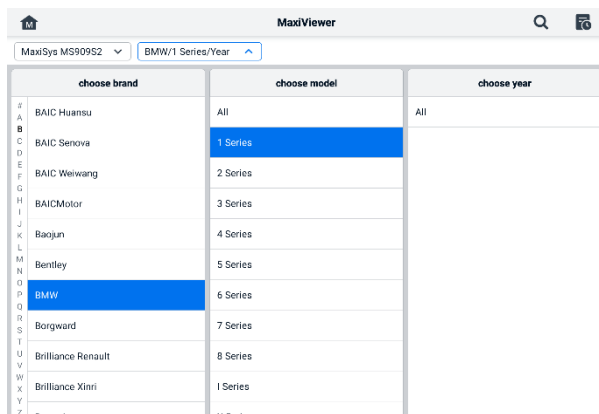 M
MaxiViewer
MaxiSys MS909S2
BMW/1 Series/Year
choose brand
choose model
choose year
#
A
B
C
D
E
F
G
H
I
J
K
L
M
N
O
P
Q
R
S
T
U
V
W
X
Y
Z
BAIC Huansu
BAIC Senova
BAIC Weiwang
BAICMotor
Baojun
Bentley
BMW
Borgward
Brilliance Renault
Brilliance Xinri
All
1 Series
2 Series
3 Series
4 Series
5 Series
6 Series
7 Series
8 Series
I Series
All